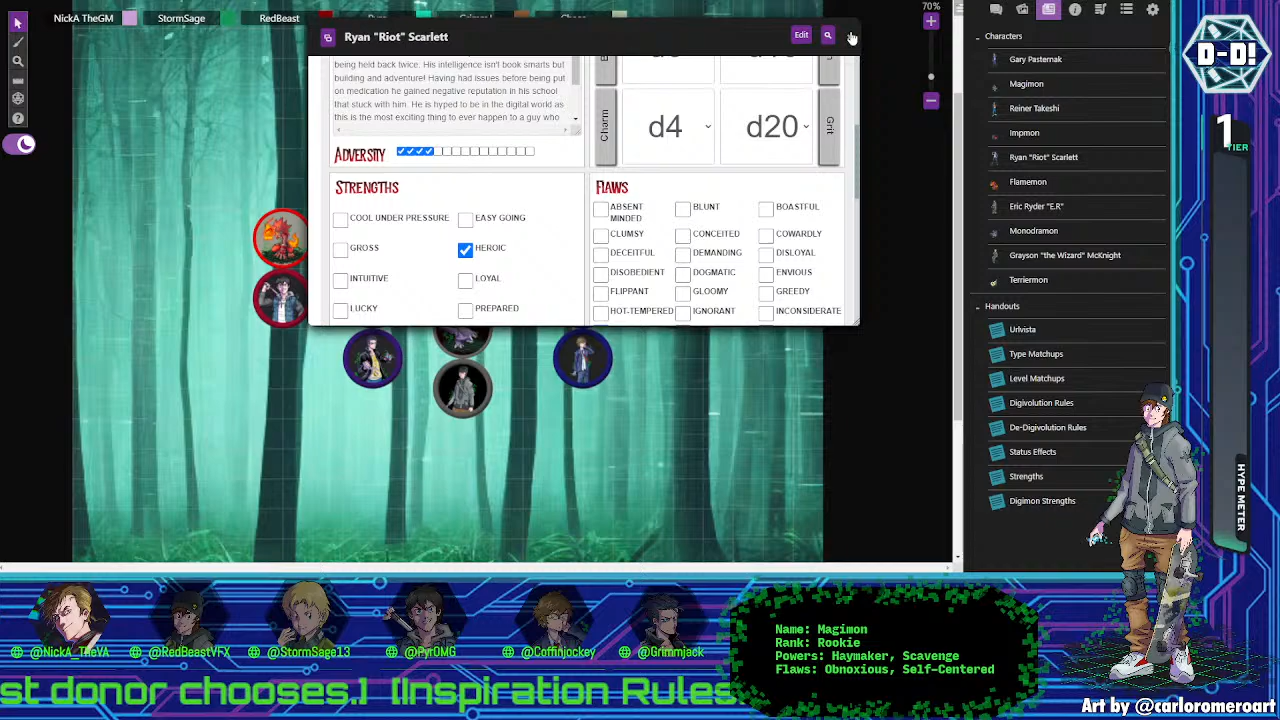 NickA TheGM
StormSage
RedBeast
70%
Ryan "Riot" Scarlett
Edit
being held back twice. His intelligence isn't book smarts but
building and adventure! Having had issues before being put
on medication he gained negative reputation in his school
that stuck with him. He is hyped to be in the digital world as
this is the most exciting thing to ever happen to a guy who
Charm
d4
d20
Grit
ADVERSITY
STRENGTHS
COOL UNDER PRESSURE
EASY GOING
GROSS
HEROIC
INTUITIVE
LOYAL
LUCKY
PREPARED
FLAWS
ABSENT MINDED
BLUNT
BOASTFUL
CLUMSY
CONCEITED
COWARDLY
DECEITFUL
DEMANDING
DISLOYAL
DISOBEDIENT
DOGMATIC
ENVIOUS
FLIPPANT
GLOOMY
GREEDY
HOT-TEMPERED
IGNORANT
INCONSIDERATE
Characters
Gary Pasternak
Magimon
Reiner Takeshi
Impmon
Ryan "Riot" Scarlett
Flamemon
Eric Ryder "E.R"
Monodramon
Grayson "the Wizard" McKnight
Terriermon
Handouts
Urlvista
Type Matchups
Level Matchups
Digivolution Rules
De-Digivolution Rules
Status Effects
Strengths
Digimon Strengths
D-D!
1
TIER
HYPE METER
@NickA_TheVA
@RedBeastVFX
@StormSage13
@PyrOMG
@Coffinjockey
@Grimmjack
Name: Magimon
Rank: Rookie
Powers: Haymaker, Scavenge
Flaws: Obnoxious, Self-Centered
st donor chooses.) (Inspiration Rules
Art by @carloromeroart